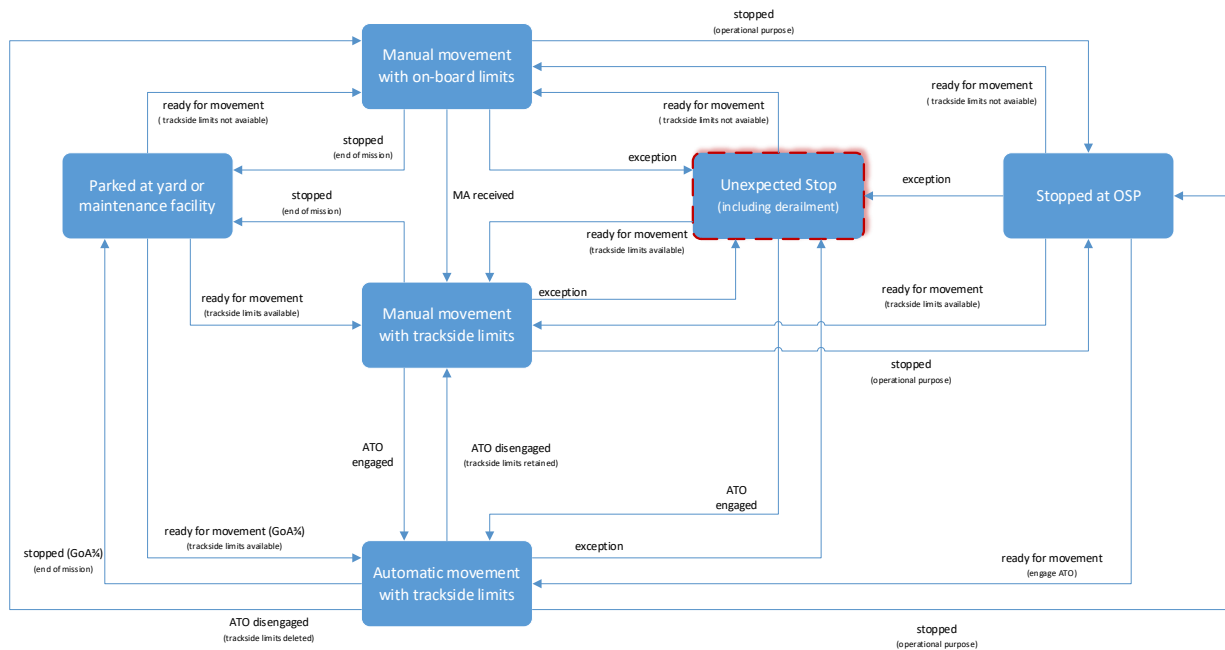 stopped
(operational purpose)
Manual movement
with on-board limits
ready for movement
( trackside limits not avaiable)
ready for movement
( trackside limits not avaiable)
ready for movement
( trackside limits not avaiable)
stopped
(end of mission)
exception
Parked at yard or
maintenance facility
MA received
Unexpected Stop
(including derailment)
exception
Stopped at OSP
stopped
(end of mission)
ready for movement
(trackside limits available)
ready for movement
(trackside limits available)
exception
ready for movement
(trackside limits available)
Manual movement
with trackside limits
stopped
(operational purpose)
ATO
engaged
ATO disengaged
(trackside limits retained)
ATO
engaged
stopped (GoA¾)
(end of mission)
ready for movement (GoA¾)
(trackside limits available)
exception
ready for movement
(engage ATO)
Automatic movement
with trackside limits
ATO disengaged
(trackside limits deleted)
stopped
(operational purpose)